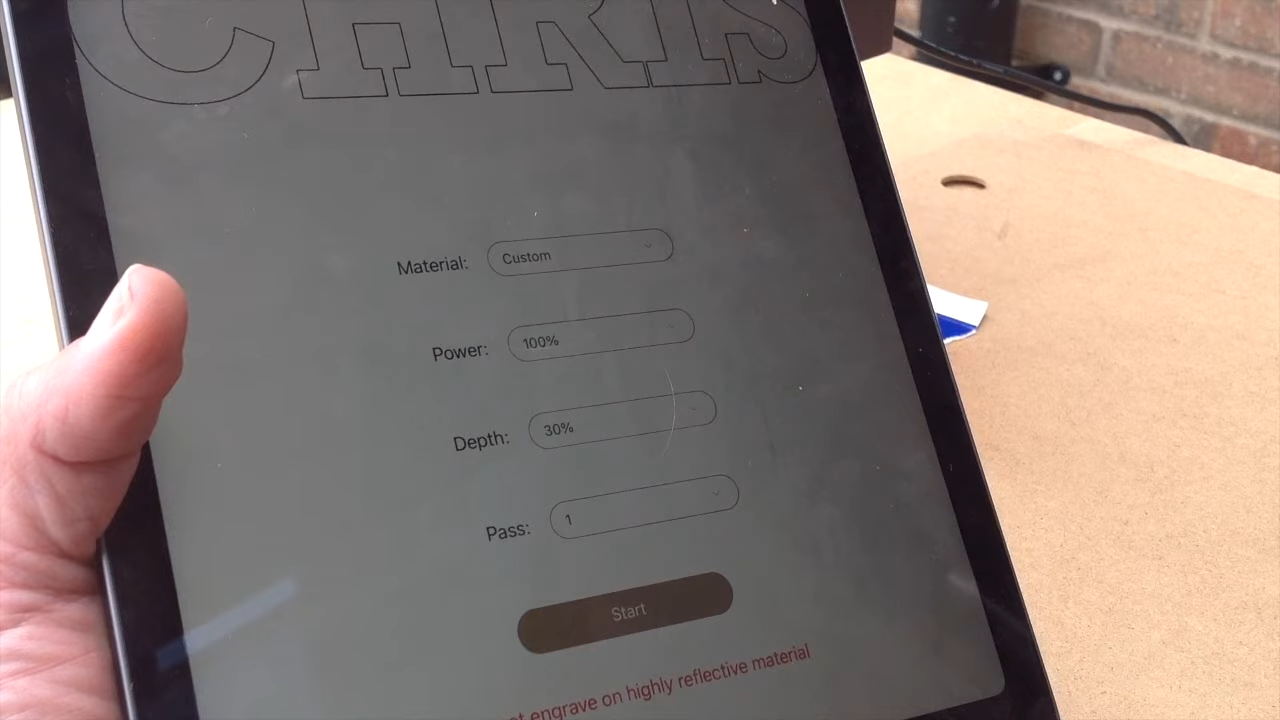 CHRIS
Material: Custom
Power: 100%
Depth: 30%
Pass: 1
Start
engrave on highly reflective material